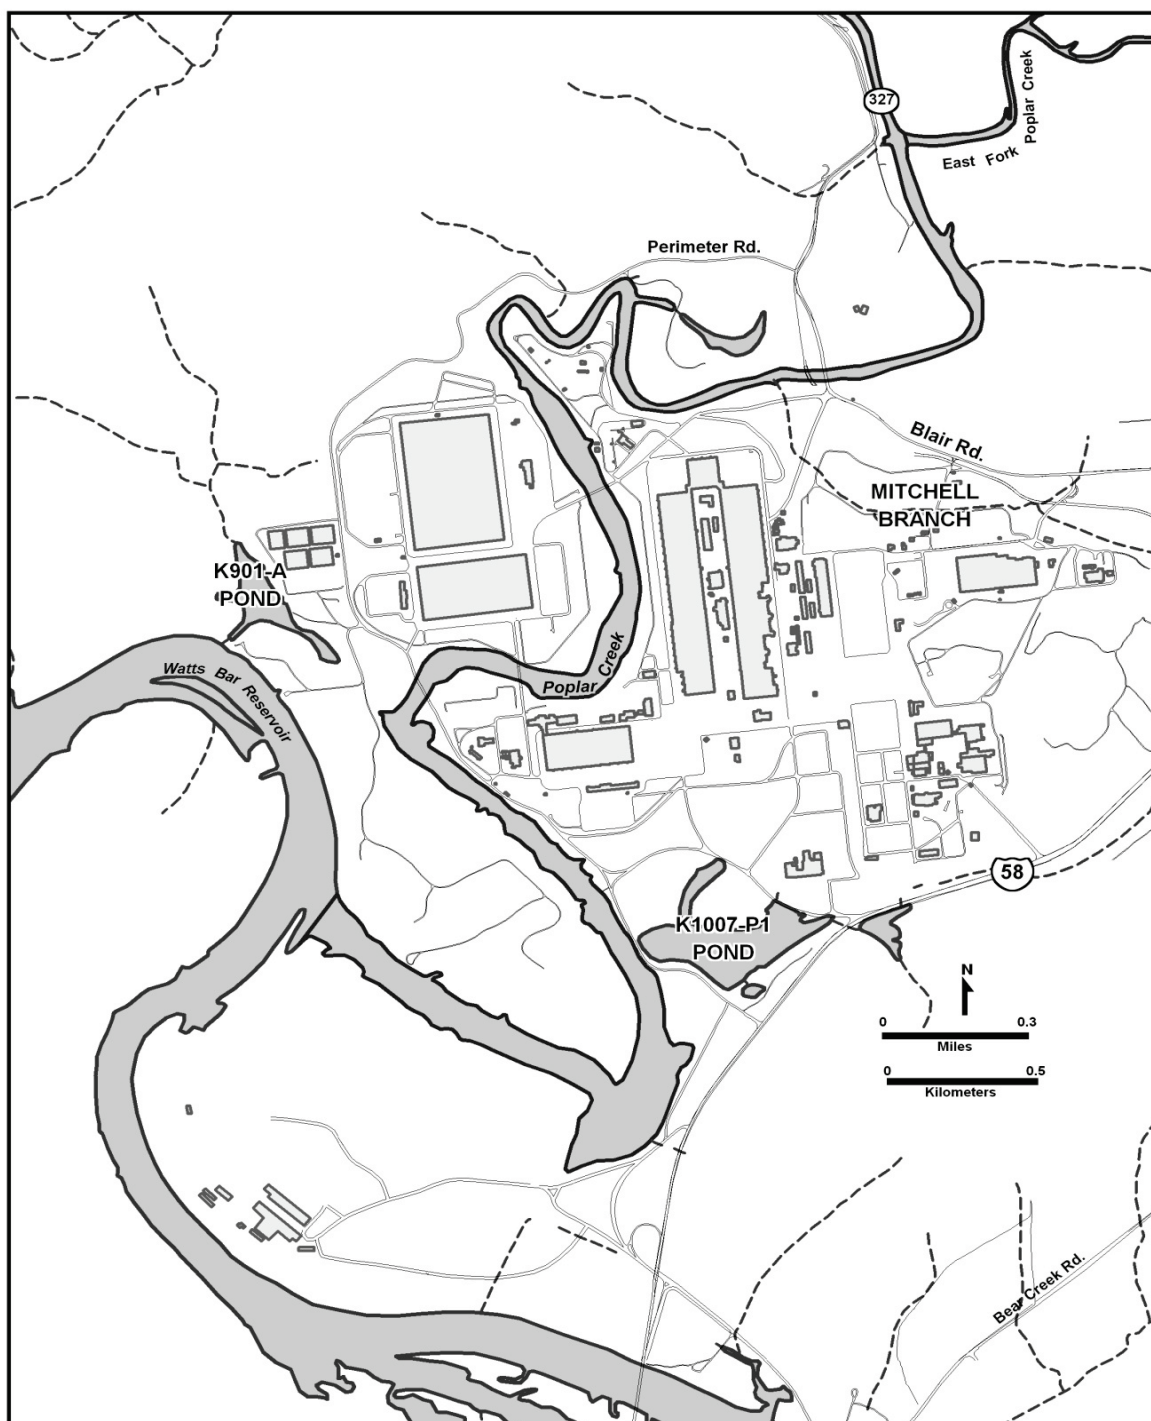 327
East Fork Poplar Creek
Perimeter Rd.
Blair Rd.
MITCHELL
BRANCH
K901-A
POND
Watts Bar Reservoir
Poplar Creek
58
K1007-P1
POND
N
0 0.3
Miles
0 0.5
Kilometers
Bear Creek Rd.